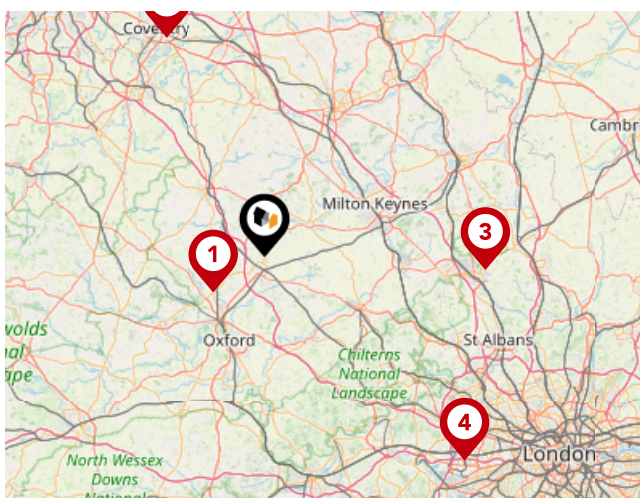 Coventry
Cambr
Milton Keynes
3
1
wolds
nal
ape
Oxford
St Albans
Chilterns
National
Landscape
4
London
North Wessex
Downs
National